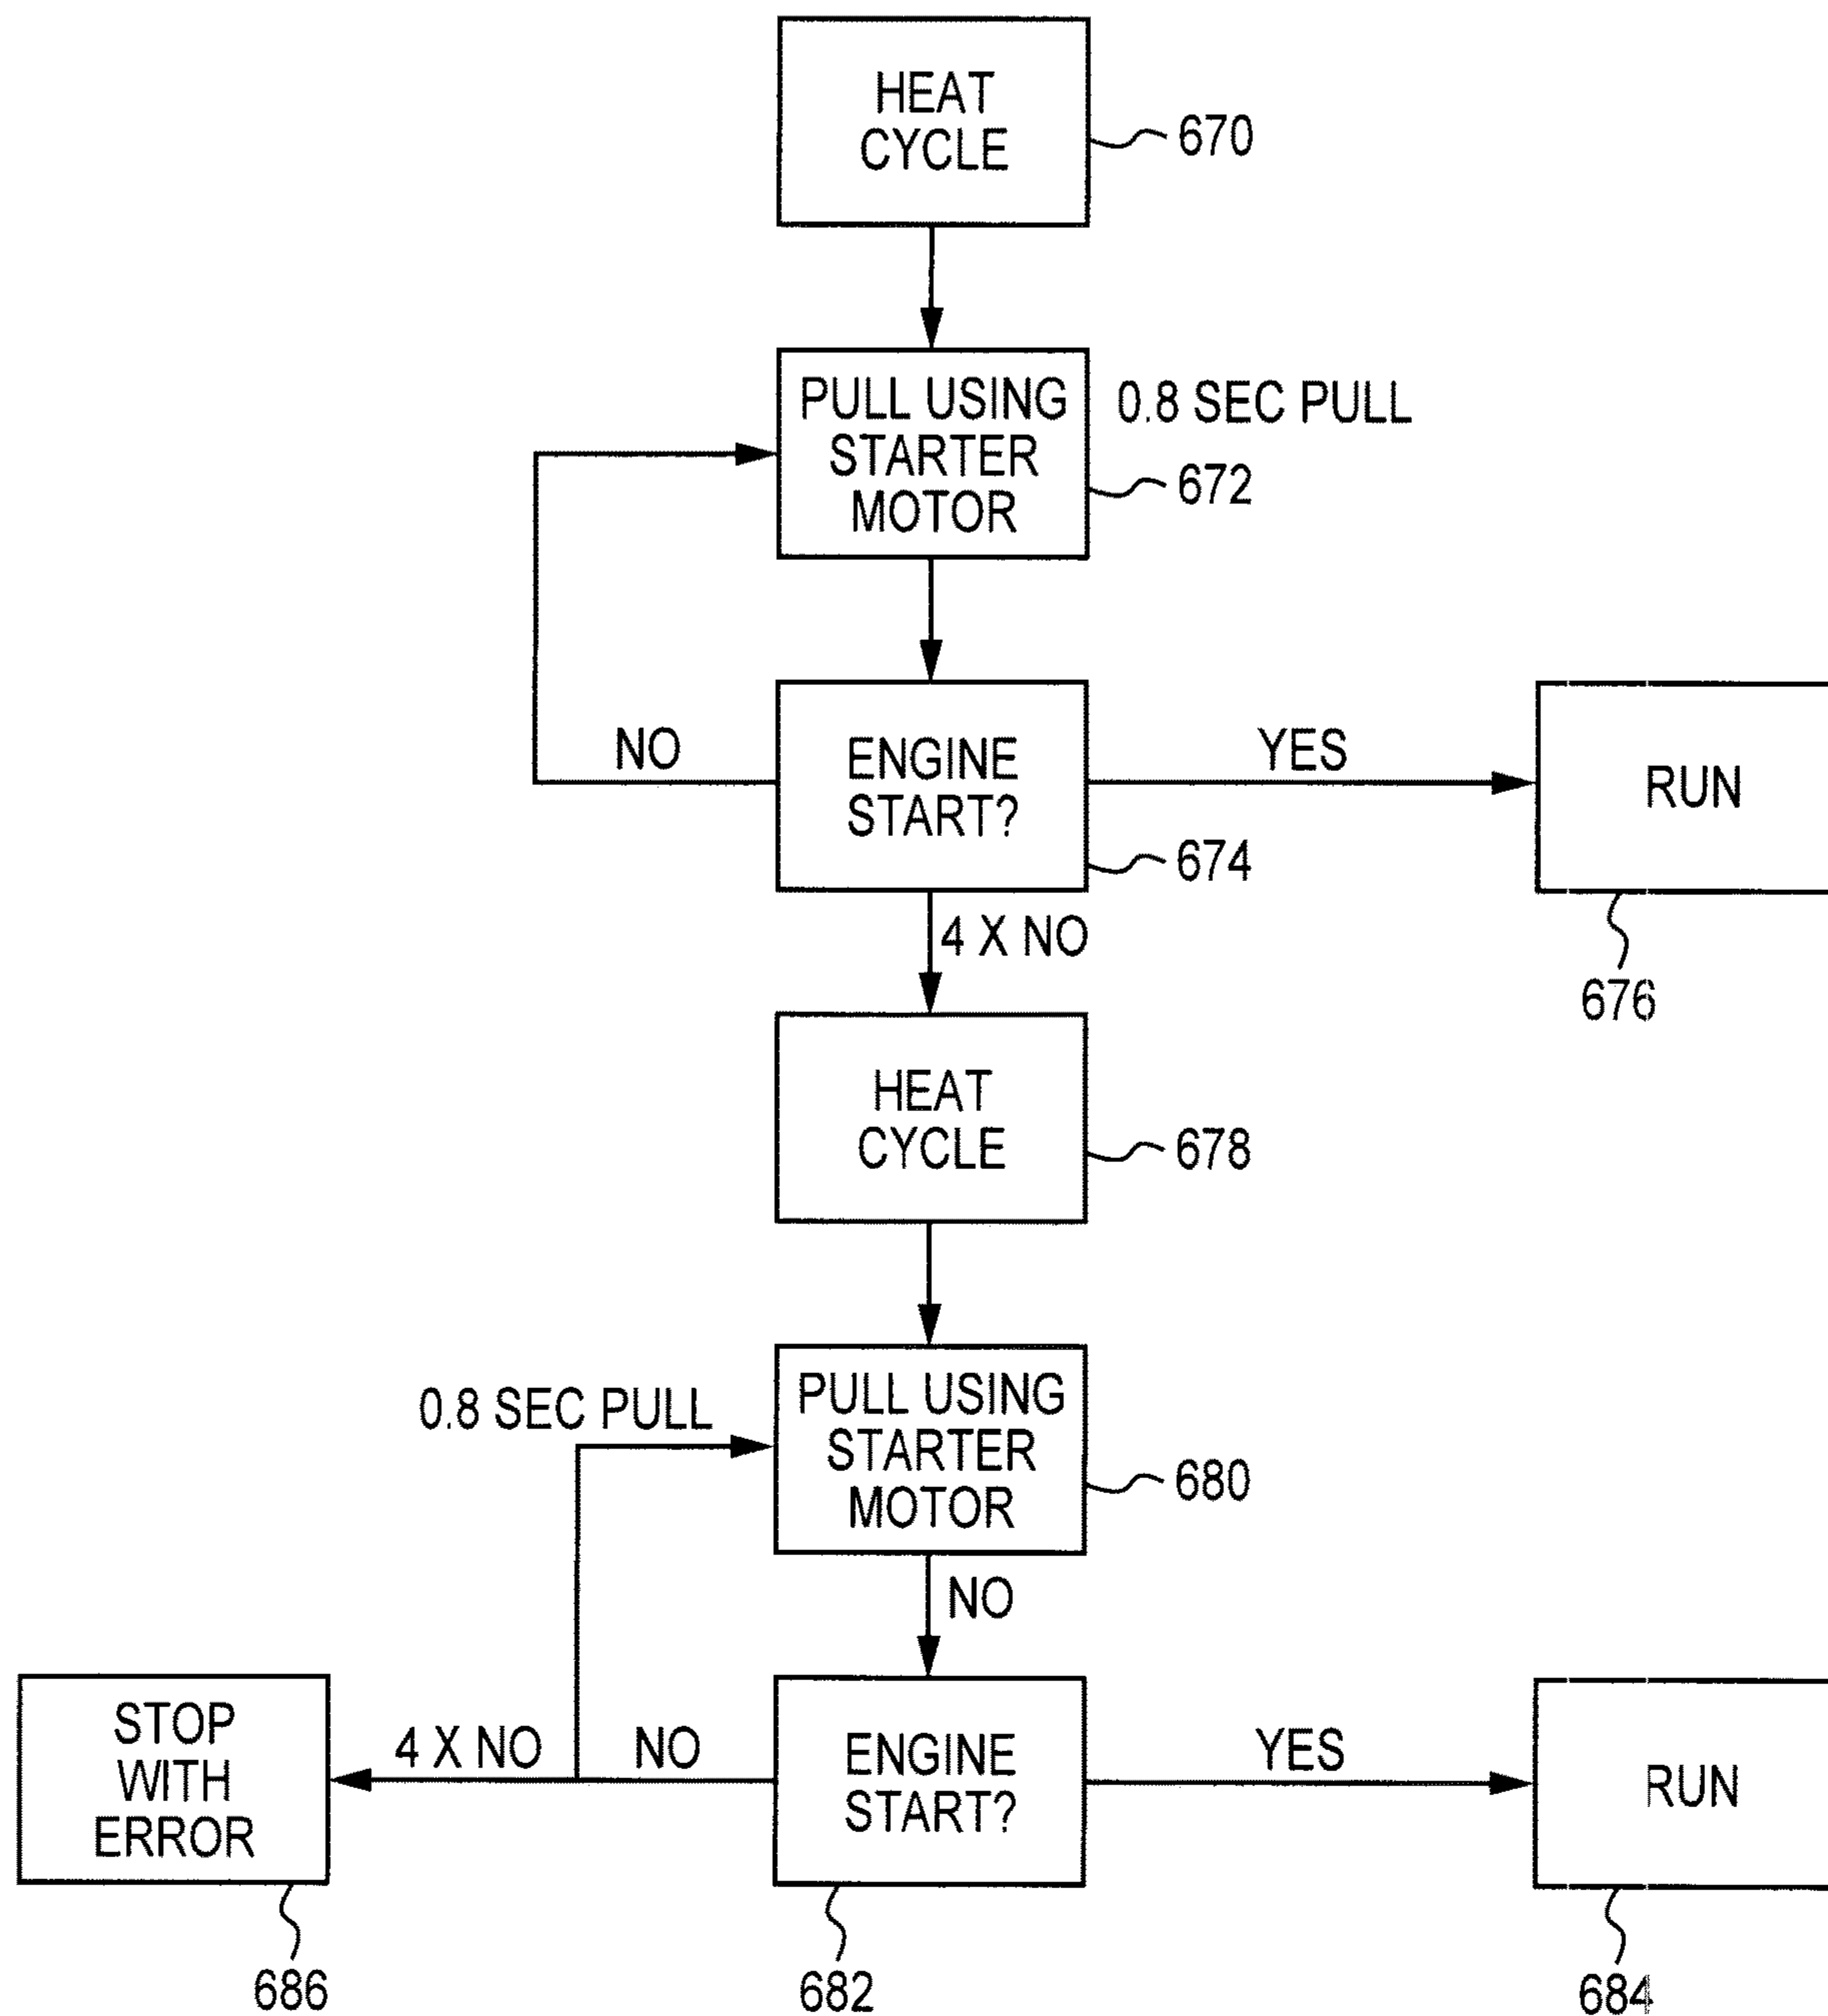 HEAT
CYCLE
670
PULL USING
STARTER
MOTOR
0.8 SEC PULL
672
NO
ENGINE
START?
YES
RUN
674
4 X NO
676
HEAT
CYCLE
678
0.8 SEC PULL
PULL USING
STARTER
MOTOR
680
NO
STOP
WITH
ERROR
4 X NO
NO
ENGINE
START?
YES
RUN
686
682
684